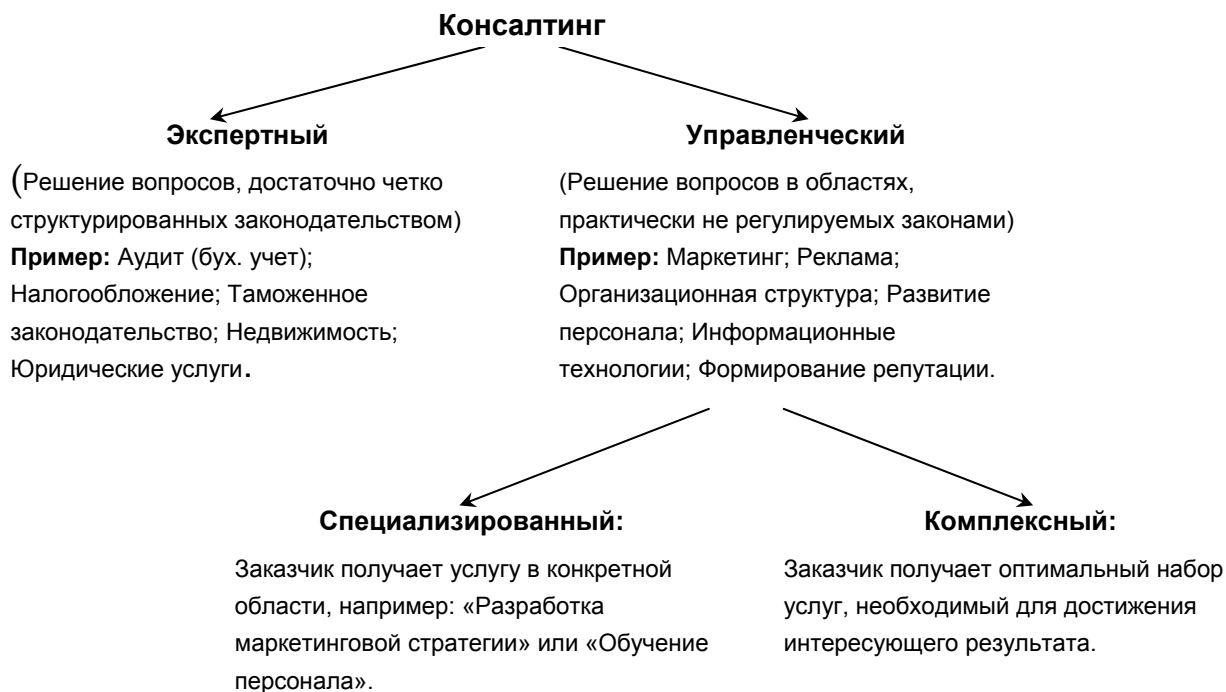 Консалтинг
Экспертный
(Решение вопросов, достаточно четко
структурированных законодательством)
Пример: Аудит (бух. учет);
Налогообложение; Таможенное
законодательство; Недвижимость;
Юридические услуги.
Управленческий
(Решение вопросов в областях,
практически не регулируемых законами)
Пример: Маркетинг; Реклама;
Организационная структура; Развитие
персонала; Информационные
технологии; Формирование репутации.
Специализированный:
Заказчик получает услугу в конкретной
области, например: «Разработка
маркетинговой стратегии» или «Обучение
персонала».
Комплексный:
Заказчик получает оптимальный набор
услуг, необходимый для достижения
интересующего результата.